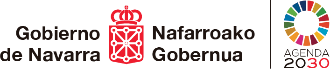 Gobierno
de Navarra
Nafarroako
Gobernua
AGENDA
2030